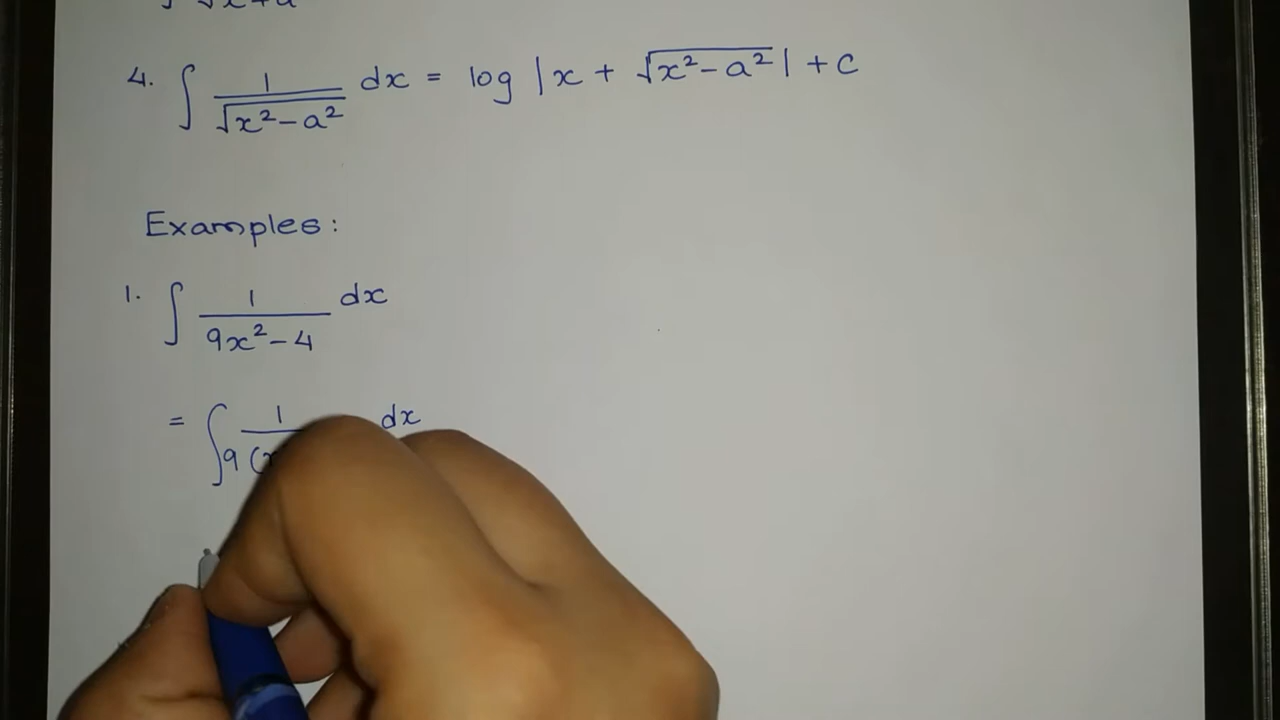 √x+a
4. ∫ 1/√x²-a² dx = log |x + √x²-a²| + c
Examples:
1. ∫ 1/9x²-4 dx
= ∫ 1/9(x dx